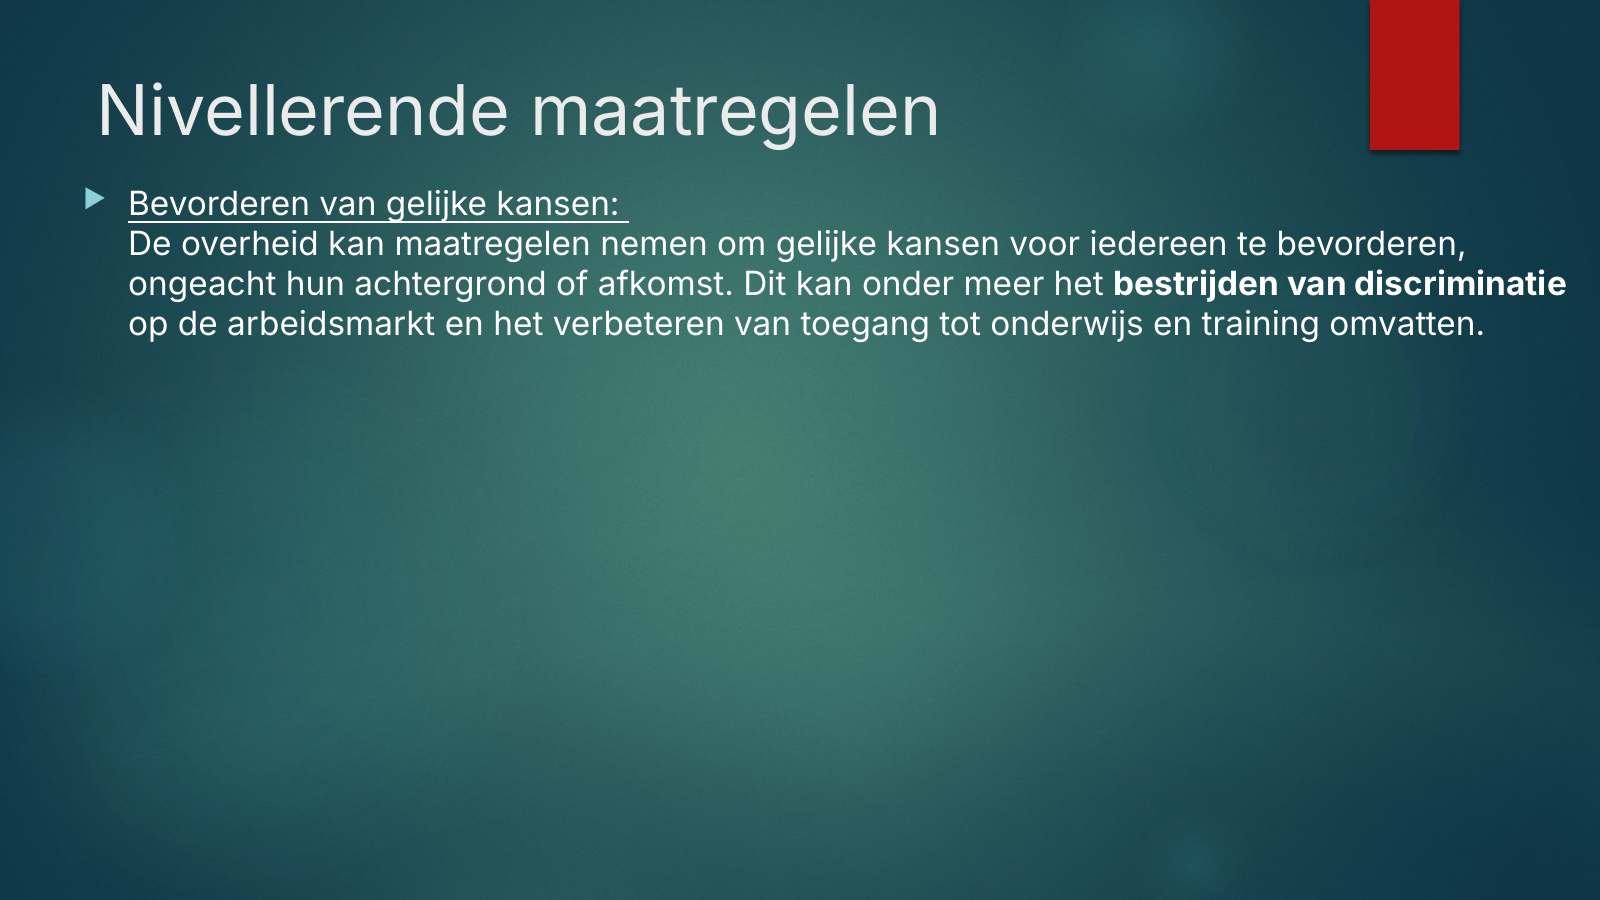 Nivellerende maatregelen
Bevorderen van gelijke kansen:
De overheid kan maatregelen nemen om gelijke kansen voor iedereen te bevorderen,
ongeacht hun achtergrond of afkomst. Dit kan onder meer het bestrijden van discriminatie
op de arbeidsmarkt en het verbeteren van toegang tot onderwijs en training omvatten.